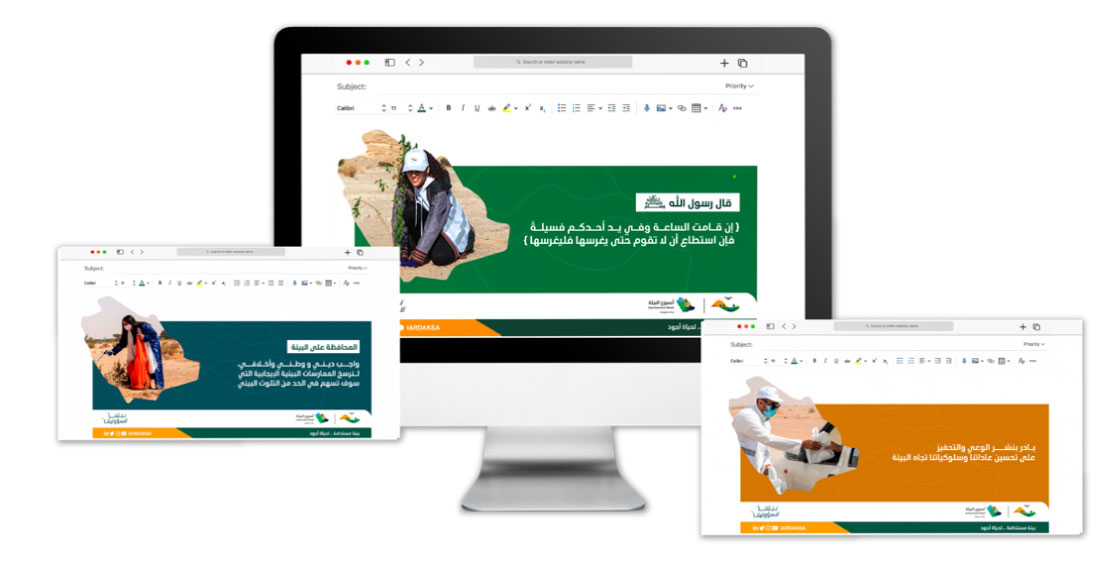 Search or enter website name
Subject:
Priority
Calibri
11
قال رسول الله ﷺ
{ إن قامت الساعة وفي يد أحدكم فسيلةً
فإن استطاع أن لا تقوم حتى يغرسها فليغرسها }
أسبوع البيئة
IARDAKSA
.. لحياة أجود
Search or enter website name
Subject:
Priority
Calibri
11
المحافظة على البيئة
واجب ديني و وطني وأخلاقي،
لنرسخ الممارسات البيئية الإيجابية التي
سوف تسهم في الحد من التلوث البيئي
أسبوع البيئة
IARDAKSA
بيئة مستدامة .. لحياة أجود
Search or enter website name
Subject:
Priority
Calibri
11
بادر بنشر الوعي والتحفيز
على تحسين عاداتنا وسلوكياتنا تجاه البيئة
أسبوع البيئة
IARDAKSA
بيئة مستدامة .. لحياة أجود